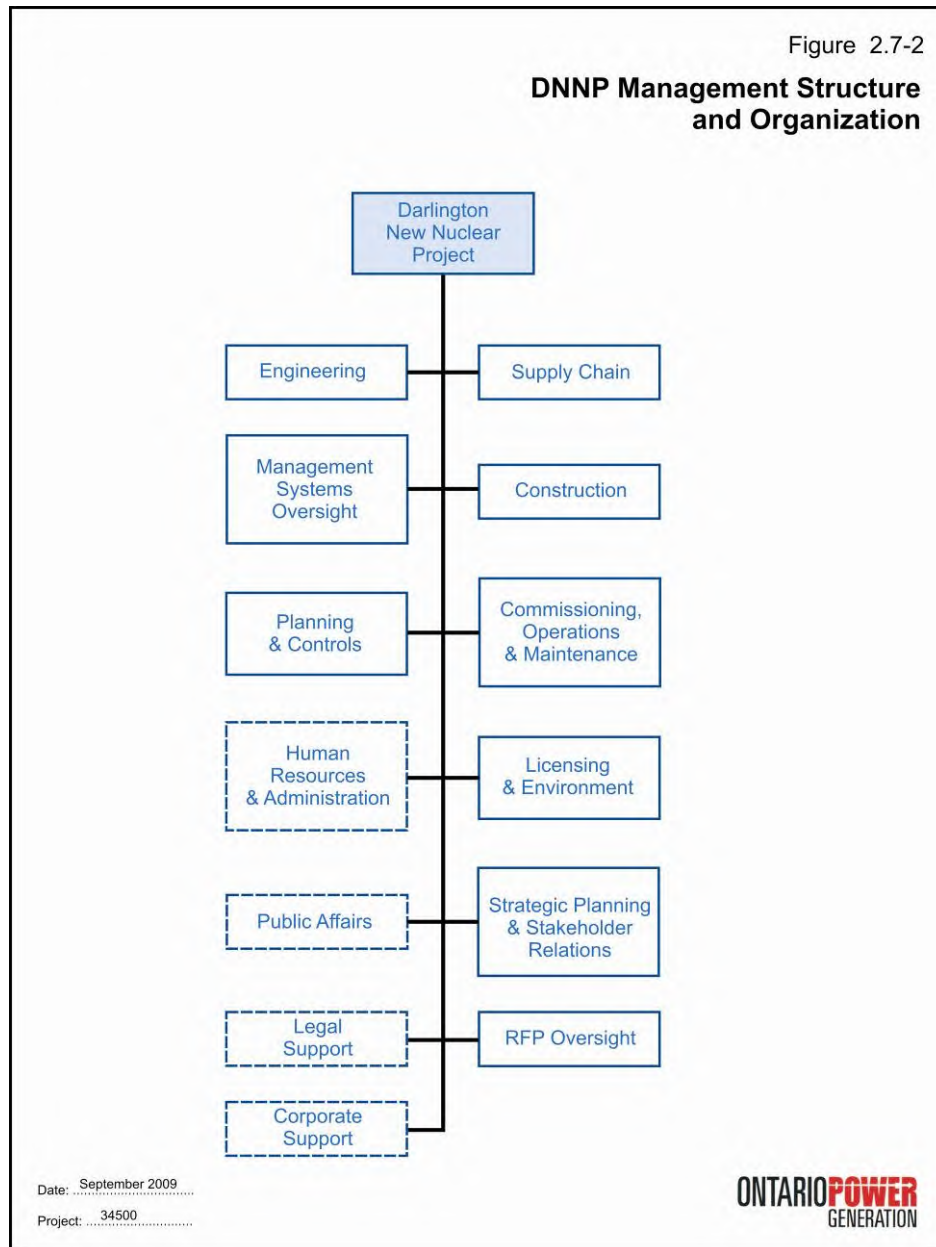 Figure 2.7-2
DNNP Management Structure
and Organization
Darlington
New Nuclear
Project
Engineering
Supply Chain
Management
Systems
Oversight
Construction
Planning
& Controls
Commissioning,
Operations
& Maintenance
Human
Resources
& Administration
Licensing
& Environment
Public Affairs
Strategic Planning
& Stakeholder
Relations
Legal
Support
RFP Oversight
Corporate
Support
Date: September 2009
Project: 34500
ONTARIOPOWER
GENERATION